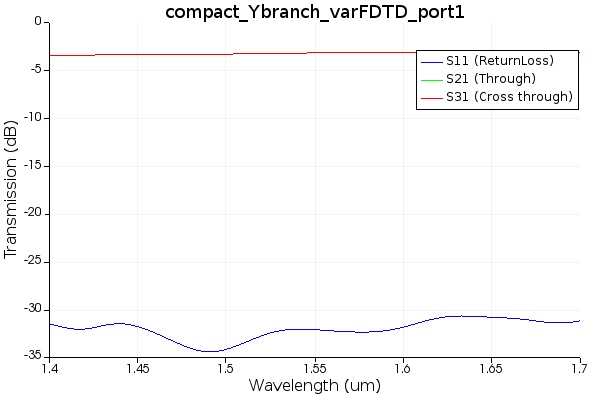 compact_Ybranch_varFDTD_port1
Transmission (dB)
0
-5
-10
-15
-20
-25
-30
-35
S11 (ReturnLoss)
S21 (Through)
S31 (Cross through)
1.4
1.45
1.5
1.55
1.6
1.65
1.7
Wavelength (um)